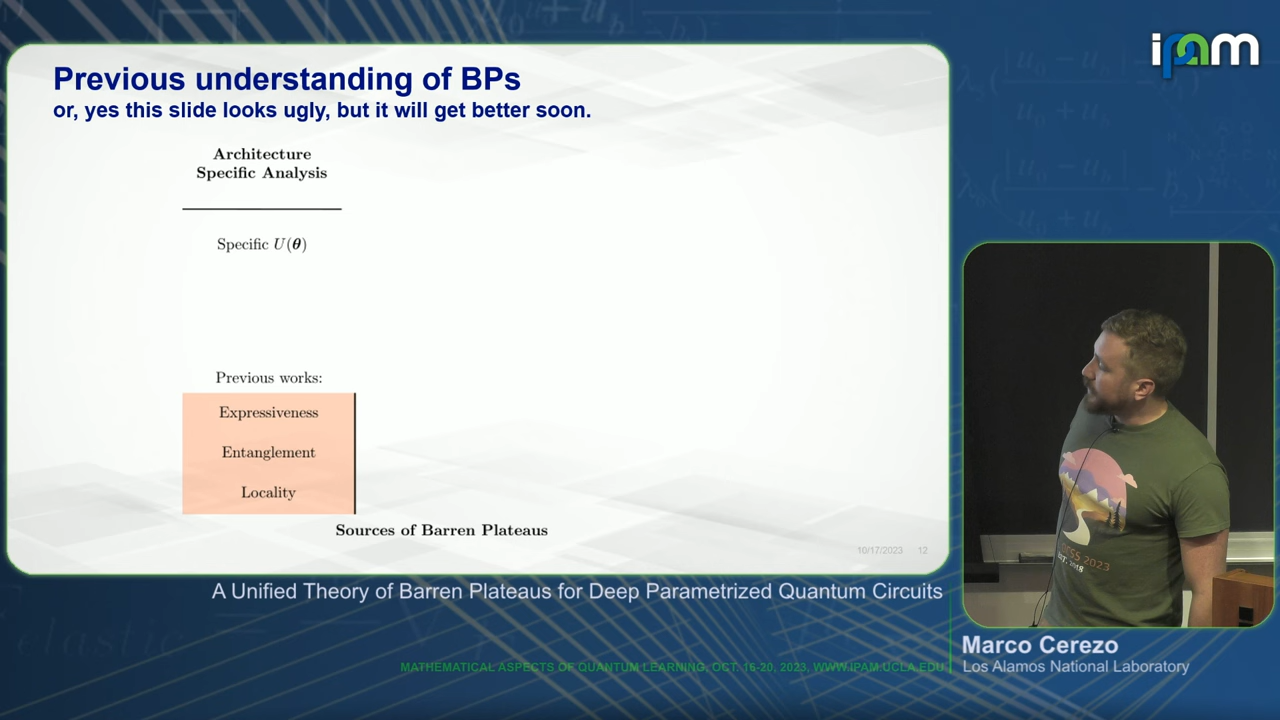 ipam
Previous understanding of BPs
or, yes this slide looks ugly, but it will get better soon.
Architecture
Specific Analysis
Specific U(θ)
Previous works:
Expressiveness
Entanglement
Locality
Sources of Barren Plateaus
10/17/2023 12
A Unified Theory of Barren Plateaus for Deep Parametrized Quantum Circuits
2023
Marco Cerezo
Los Alamos National Laboratory
MATHEMATICAL ASPECTS OF QUANTUM LEARNING, OCT. 16-20, 2023, WWW.IPAM.UCLA.EDU
elastic